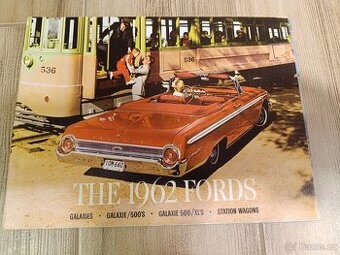 536
536
THE 1962 FORDS
GALAXIES • GALAXIE/500'S • GALAXIE 500/XL'S • STATION WAGONS